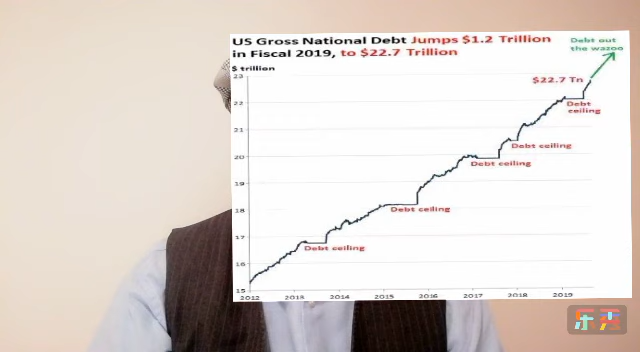 US Gross National Debt Jumps $1.2 Trillion
in Fiscal 2019, to $22.7 Trillion
Debt out
the wazoo
$ trillion
23
$22.7 Tn
22
Debt
ceiling
21
Debt ceiling
20
Debt ceiling
19
18
Debt ceiling
17
Debt ceiling
16
15
2012 2013 2014 2015 2016 2017 2018 2019
乐秀